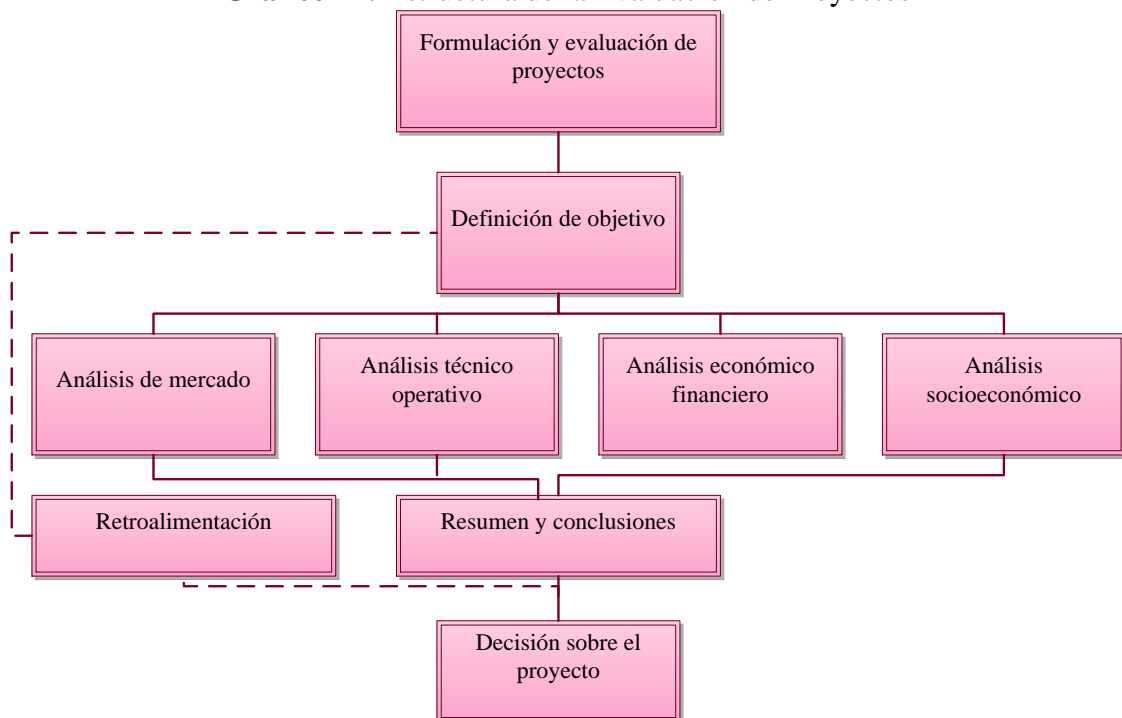 Formulación y evaluación de
proyectos
Definición de objetivo
Análisis de mercado
Análisis técnico
operativo
Análisis económico
financiero
Análisis
socioeconómico
Retroalimentación
Resumen y conclusiones
Decisión sobre el
proyecto